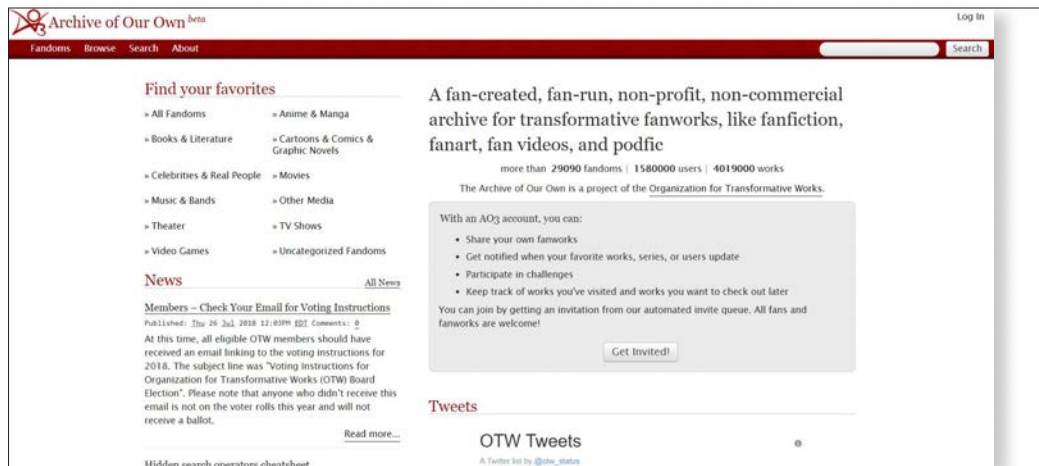 Archive of Our Own beta
Log In
Fandoms Browse Search About
Search
Find your favorites
» All Fandoms
» Anime & Manga
» Books & Literature
» Cartoons & Comics &
Graphic Novels
» Celebrities & Real People
» Movies
» Music & Bands
» Other Media
» Theater
» TV Shows
» Video Games
» Uncategorized Fandoms
News
All News
Members – Check Your Email for Voting Instructions
Published: Thu 26 Jul 2018 12:03PM EDT Comments: 0
At this time, all eligible OTW members should have
received an email linking to the voting instructions for
2018. The subject line was "Voting Instructions for
Organization for Transformative Works (OTW) Board
Election". Please note that anyone who didn't receive this
email is not on the voter rolls this year and will not
receive a ballot.
Read more...
Hidden search operators cheatsheet
A fan-created, fan-run, non-profit, non-commercial
archive for transformative fanworks, like fanfiction,
fanart, fan videos, and podfic
more than 29090 fandoms | 1580000 users | 4019000 works
The Archive of Our Own is a project of the Organization for Transformative Works.
With an AO3 account, you can:
• Share your own fanworks
• Get notified when your favorite works, series, or users update
• Participate in challenges
• Keep track of works you've visited and works you want to check out later
You can join by getting an invitation from our automated invite queue. All fans and
fanworks are welcome!
Get Invited!
Tweets
OTW Tweets
A Twitter list by @otw_status